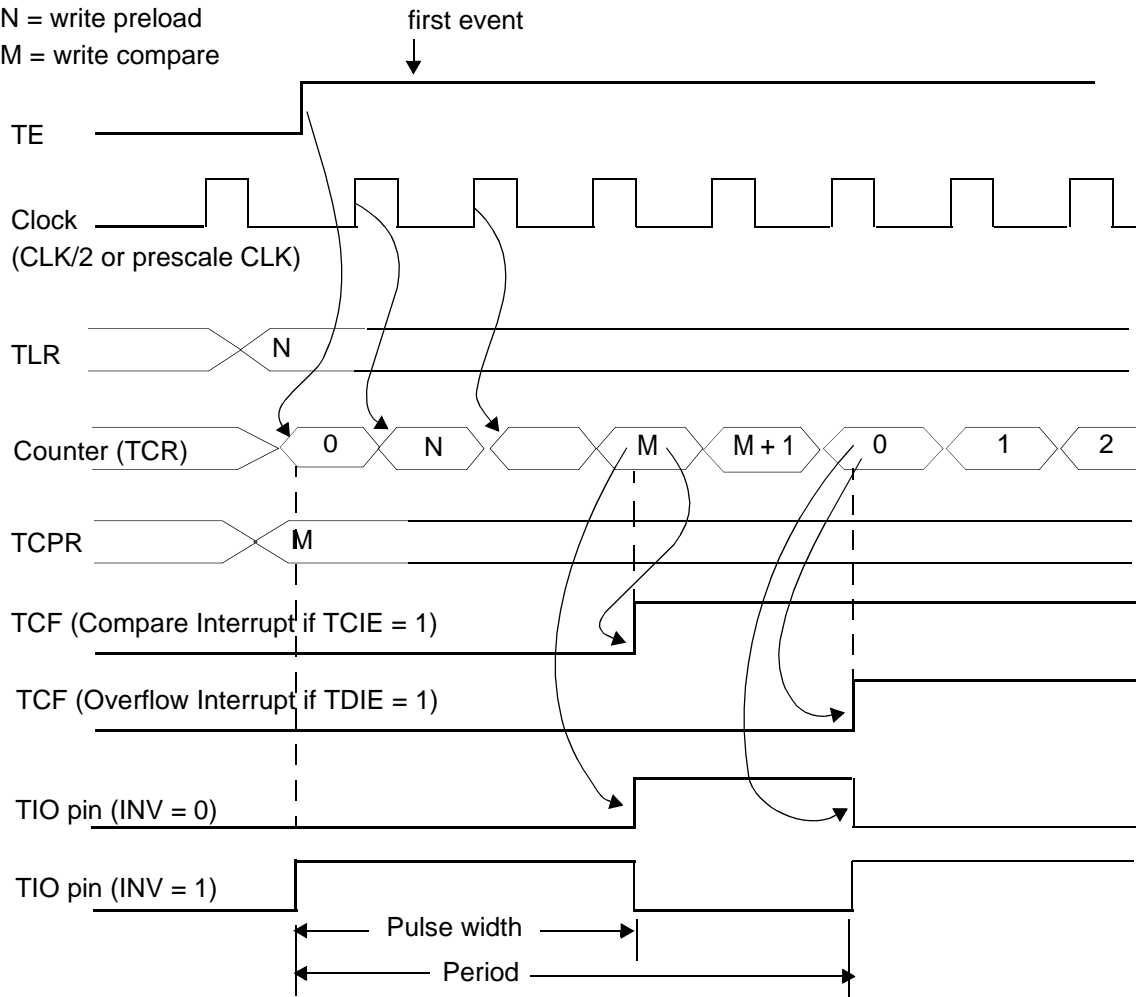 N = write preload
first event
M = write compare
TE
Clock
(CLK/2 or prescale CLK)
TLR
N
Counter (TCR)
0
N
M
M + 1
0
1
2
TCPR
M
TCF (Compare Interrupt if TCIE = 1)
TCF (Overflow Interrupt if TDIE = 1)
TIO pin (INV = 0)
TIO pin (INV = 1)
Pulse width
Period